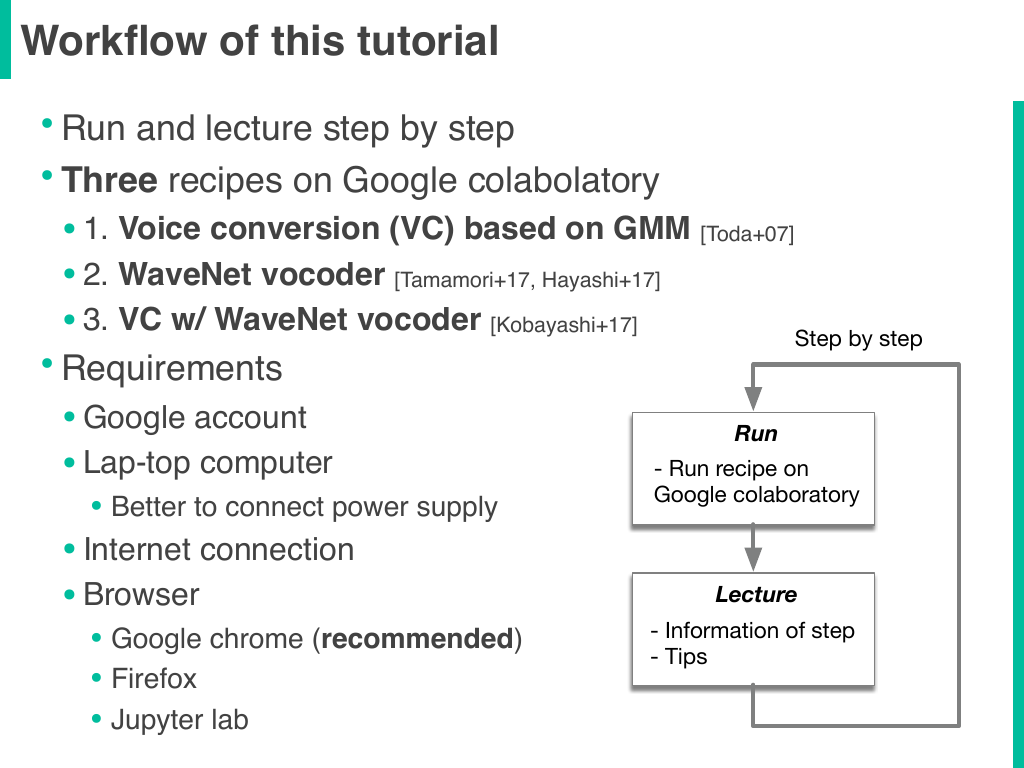 Workflow of this tutorial
• Run and lecture step by step
• Three recipes on Google colabolatory
• 1. Voice conversion (VC) based on GMM [Toda+07]
• 2. WaveNet vocoder [Tamamori+17, Hayashi+17]
• 3. VC w/ WaveNet vocoder [Kobayashi+17]
• Requirements
• Google account
• Lap-top computer
• Better to connect power supply
• Internet connection
• Browser
• Google chrome (recommended)
• Firefox
• Jupyter lab
Step by step
Run
- Run recipe on
Google colaboratory
Lecture
- Information of step
- Tips